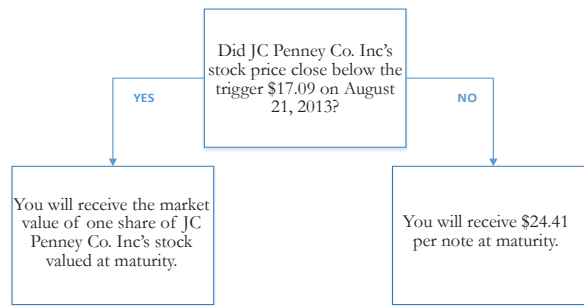 Did JC Penney Co. Inc's
stock price close below the
trigger $17.09 on August
21, 2013?
YES
NO
You will receive the market
value of one share of JC
Penney Co. Inc's stock
valued at maturity.
You will receive $24.41
per note at maturity.